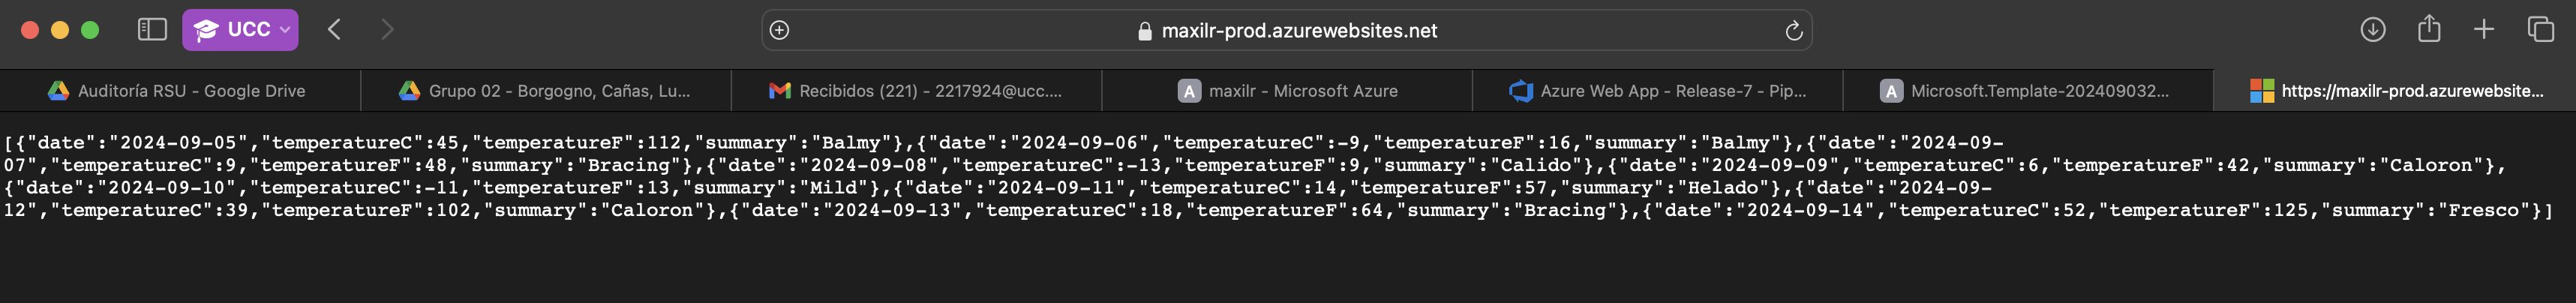 UCC
maxilr-prod.azurewebsites.net
Auditoría RSU - Google Drive
Grupo 02 - Borgogno, Cañas, Lu...
Recibidos (221) - 2217924@ucc....
A maxilr - Microsoft Azure
Azure Web App - Release-7 - Pip...
A Microsoft.Template-202409032...
https://maxilr-prod.azurewebsite...
[{"date":"2024-09-05","temperatureC":45,"temperatureF":112,"summary":"Balmy"},{"date":"2024-09-06","temperatureC":-9,"temperatureF":16,"summary":"Balmy"},{"date":"2024-09-
07","temperatureC":9,"temperatureF":48,"summary":"Bracing"},{"date":"2024-09-08","temperatureC":-13,"temperatureF":9,"summary":"Calido"},{"date":"2024-09-09","temperatureC":6,"temperatureF":42,"summary":"Caloron"},
{"date":"2024-09-10","temperatureC":-11,"temperatureF":13,"summary":"Mild"},{"date":"2024-09-11","temperatureC":14,"temperatureF":57,"summary":"Helado"},{"date":"2024-09-
12","temperatureC":39,"temperatureF":102,"summary":"Caloron"},{"date":"2024-09-13","temperatureC":18,"temperatureF":64,"summary":"Bracing"},{"date":"2024-09-14","temperatureC":52,"temperatureF":125,"summary":"Fresco"}]